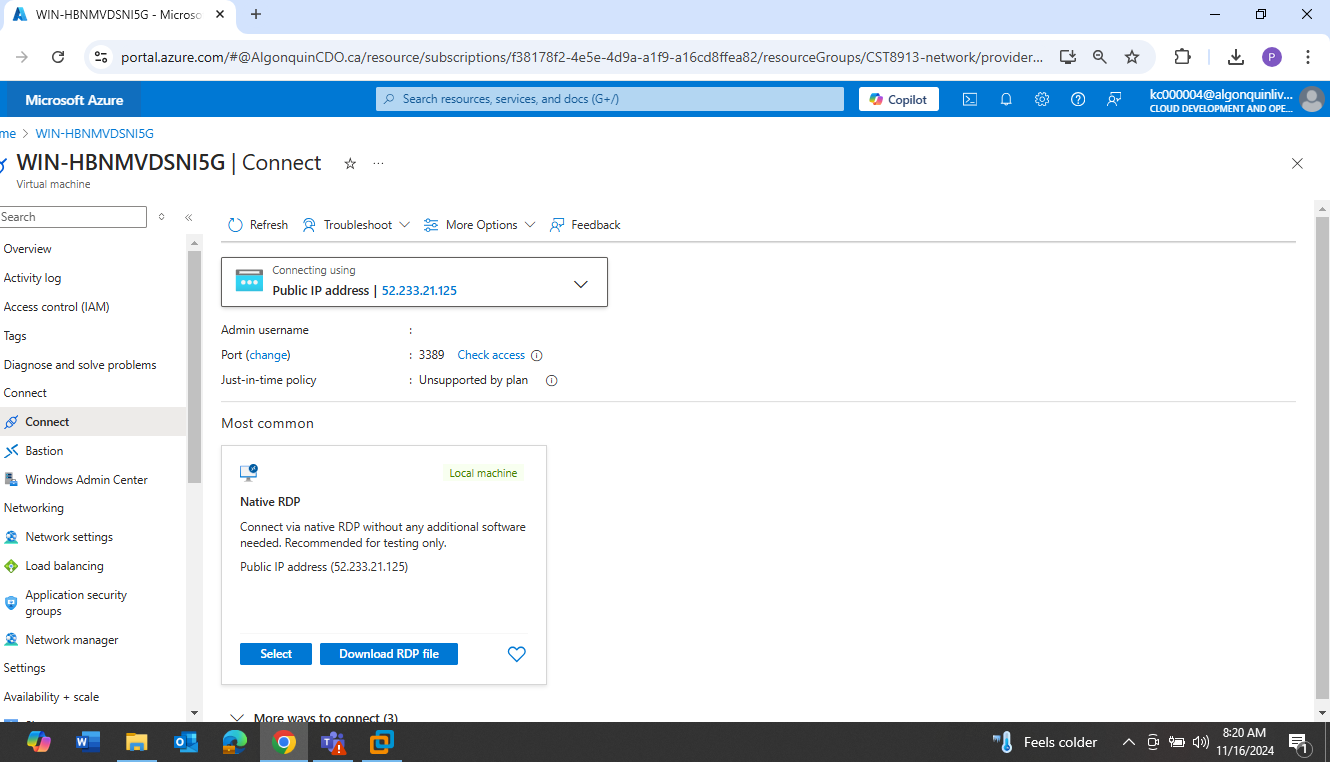 WIN-HBNMVDSNI5G - Microso
portal.azure.com/#@AlgonquinCDO.ca/resource/subscriptions/f38178f2-4e5e-4d9a-a1f9-a16cd8ffea82/resourceGroups/CST8913-network/provider...
P
Microsoft Azure
Search resources, services, and docs (G+/)
Copilot
kc000004@algonquinliv...
CLOUD DEVELOPMENT AND OPE...
me > WIN-HBNMVDSNI5G
WIN-HBNMVDSNI5G | Connect
Virtual machine
Search
Overview
Activity log
Access control (IAM)
Tags
Diagnose and solve problems
Connect
Connect
Bastion
Windows Admin Center
Networking
Network settings
Load balancing
Application security
groups
Network manager
Settings
Availability + scale
Refresh
Troubleshoot
More Options
Feedback
Connecting using
Public IP address | 52.233.21.125
Admin username :
Port (change) : 3389 Check access
Just-in-time policy : Unsupported by plan
Most common
Local machine
Native RDP
Connect via native RDP without any additional software
needed. Recommended for testing only.
Public IP address (52.233.21.125)
Select
Download RDP file
More ways to connect (3)
Feels colder
8:20 AM
11/16/2024
1